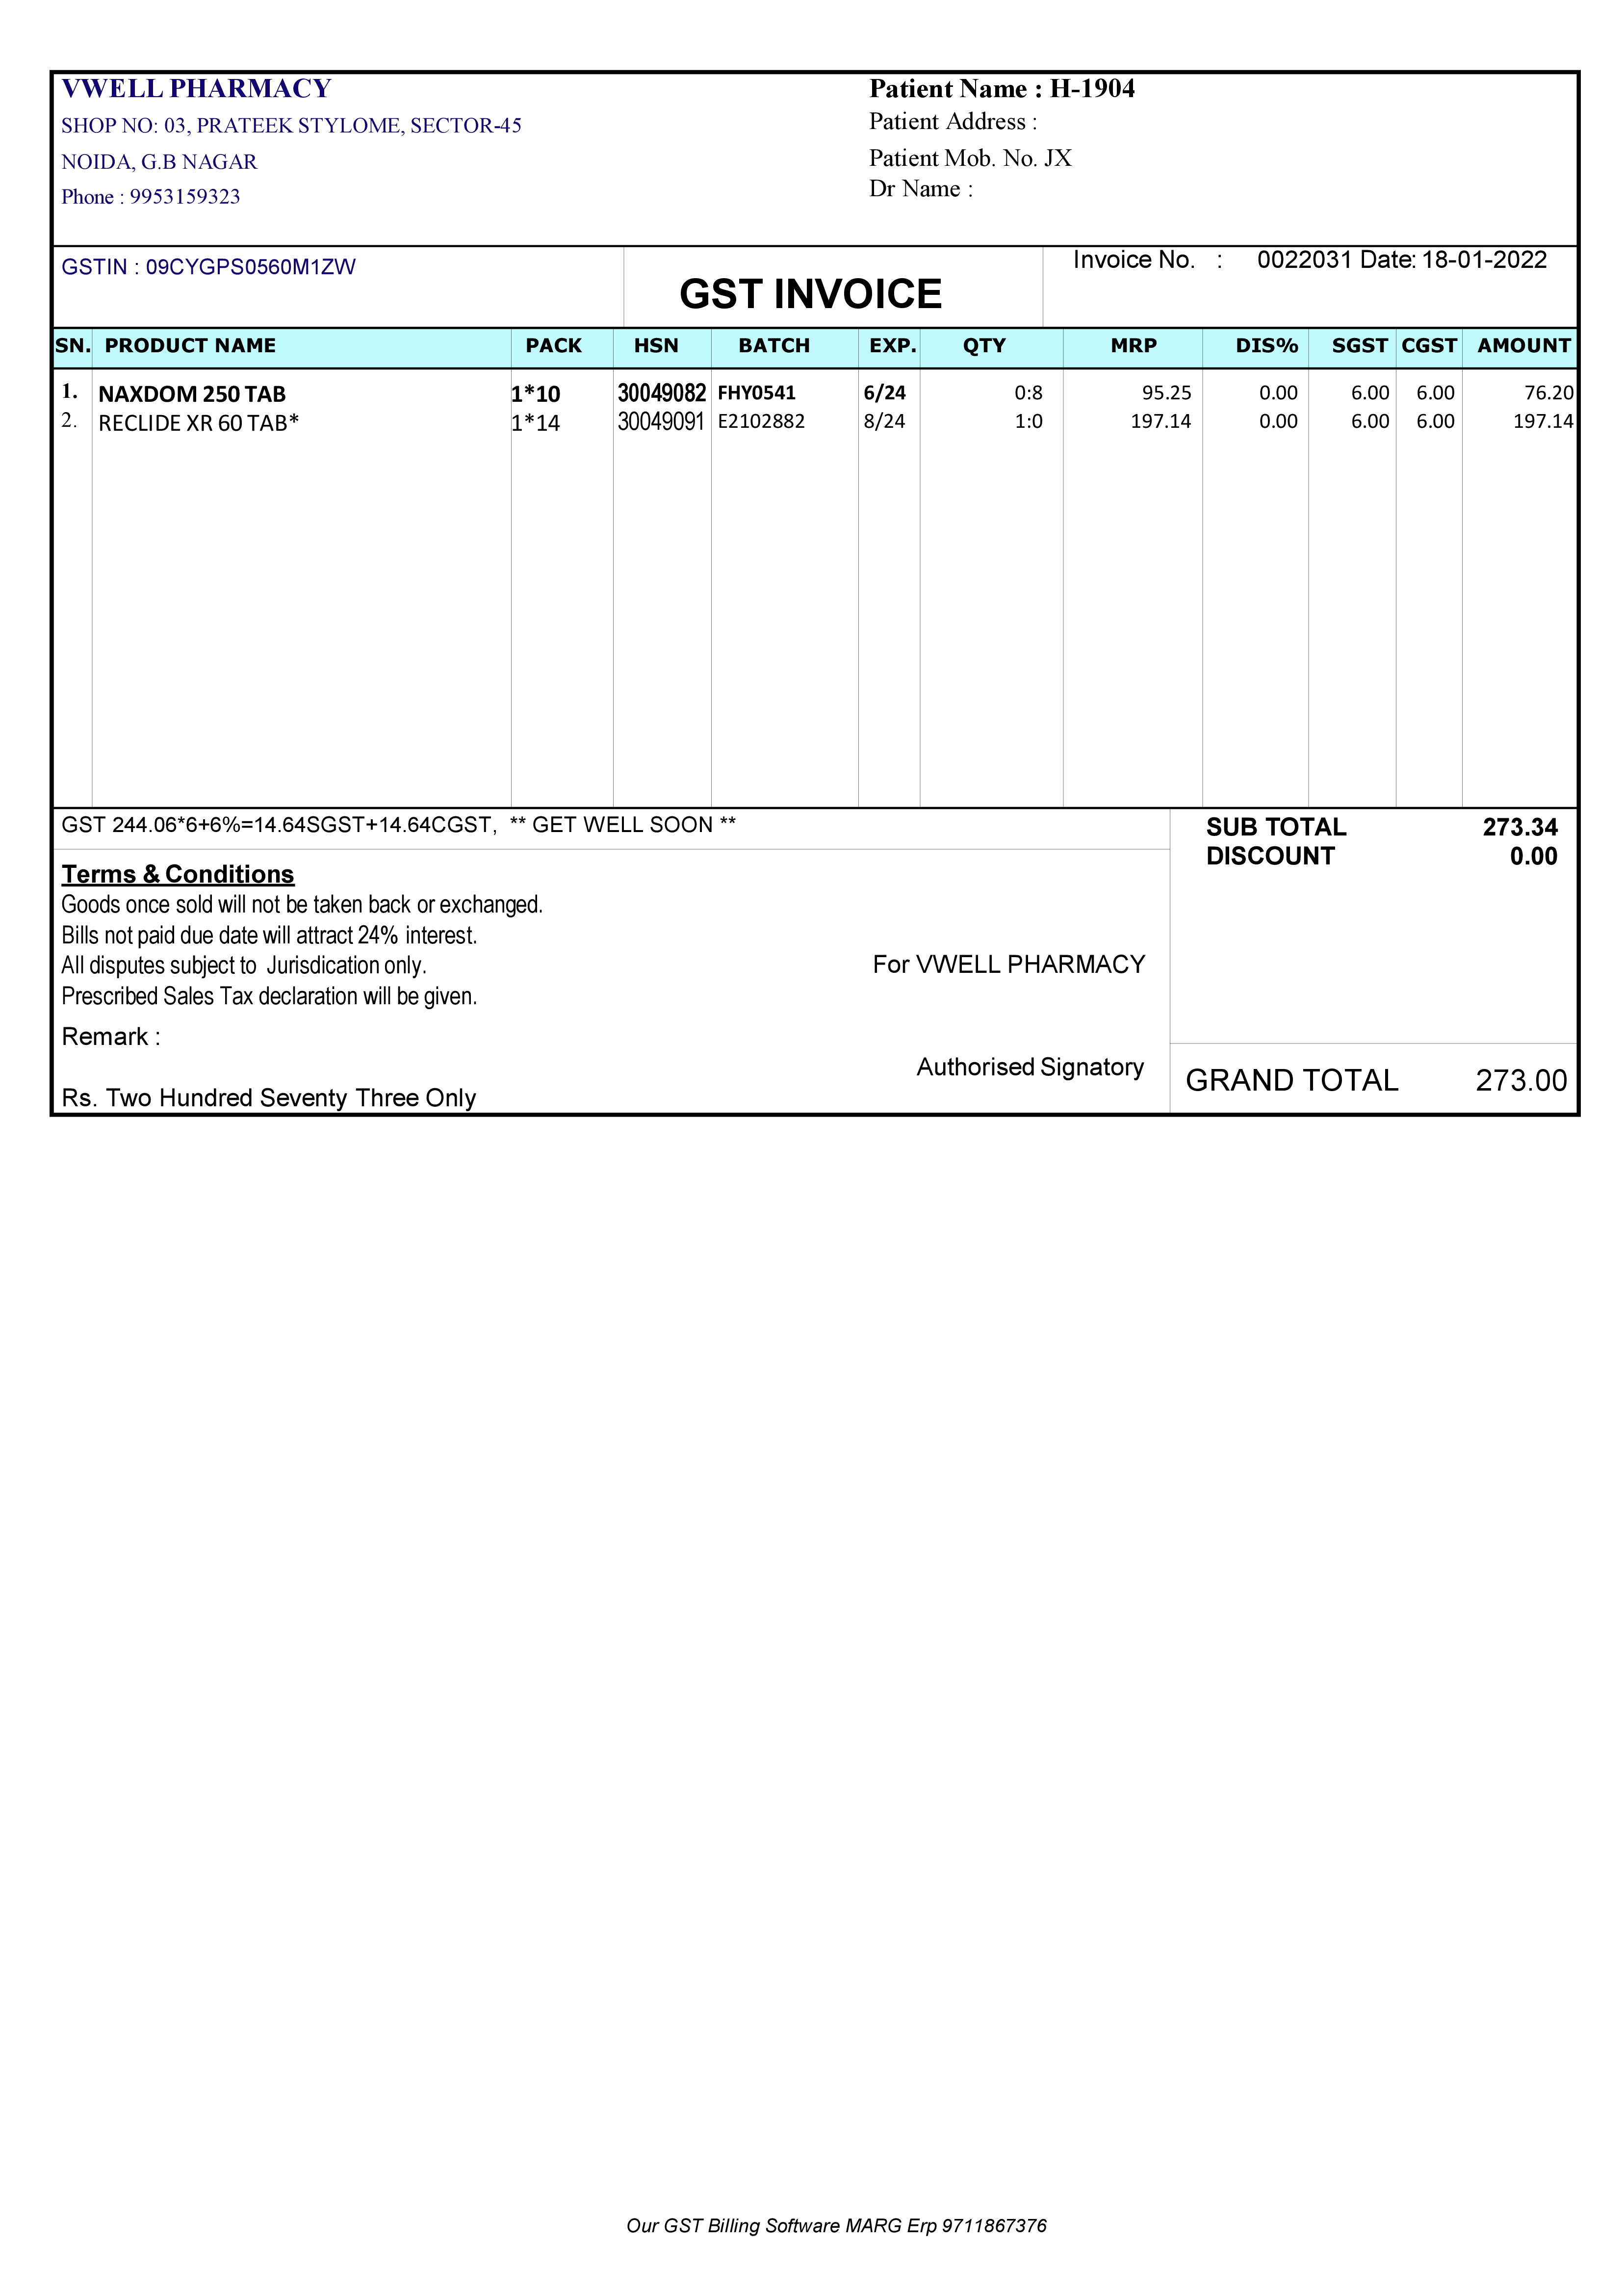 VWELL PHARMACY
SHOP NO: 03, PRATEEK STYLOME, SECTOR-45
NOIDA, G.B NAGAR
Phone : 9953159323
Patient Name : H-1904
Patient Address :
Patient Mob. No. JX
Dr Name :
GSTIN : 09CYGPS0560M1ZW
GST INVOICE
Invoice No. : 0022031 Date: 18-01-2022
SN. PRODUCT NAME PACK HSN BATCH EXP. QTY MRP DIS% SGST CGST AMOUNT
1. NAXDOM 250 TAB 1*10 30049082 FHY0541 6/24 0:8 95.25 0.00 6.00 6.00 76.20
2. RECLIDE XR 60 TAB* 1*14 30049091 E2102882 8/24 1:0 197.14 0.00 6.00 6.00 197.14
GST 244.06*6+6%=14.64SGST+14.64CGST, ** GET WELL SOON **
SUB TOTAL 273.34
DISCOUNT 0.00
Terms & Conditions
Goods once sold will not be taken back or exchanged.
Bills not paid due date will attract 24% interest.
All disputes subject to Jurisdication only.
Prescribed Sales Tax declaration will be given.
For VWELL PHARMACY
Remark :
Authorised Signatory
GRAND TOTAL 273.00
Rs. Two Hundred Seventy Three Only
Our GST Billing Software MARG Erp 9711867376